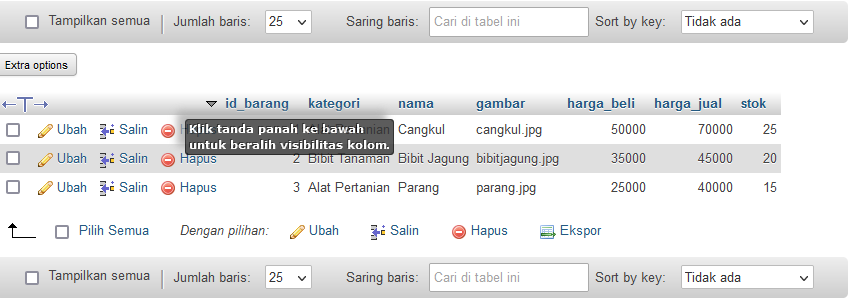 Tampilkan semua Jumlah baris: 25 Saring baris: Cari di tabel ini Sort by key: Tidak ada
Extra options
id_barang kategori nama gambar harga_beli harga_jual stok
Ubah Salin Cangkul cangkul.jpg 50000 70000 25
Klik tanda panah ke bawah
untuk beralih visibilitas kolom.
Ubah Salin Hapus 2 Bibit Tanaman Bibit Jagung bibitjagung.jpg 35000 45000 20
Ubah Salin Hapus 3 Alat Pertanian Parang parang.jpg 25000 40000 15
Pilih Semua Dengan pilihan: Ubah Salin Hapus Ekspor
Tampilkan semua Jumlah baris: 25 Saring baris: Cari di tabel ini Sort by key: Tidak ada